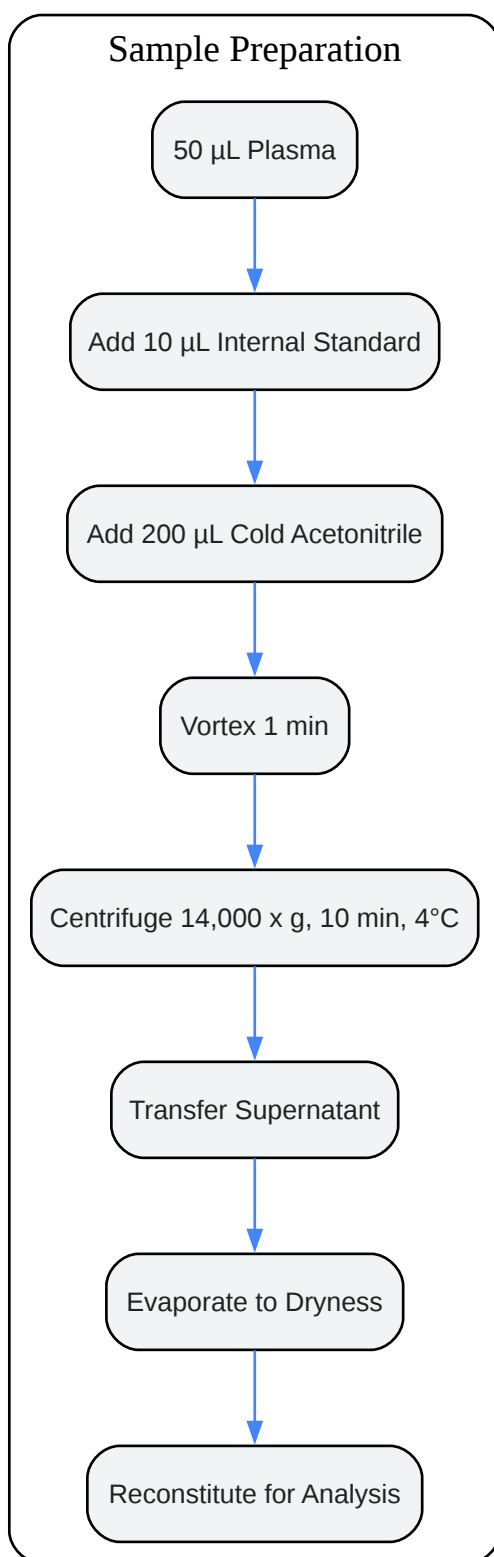 Sample Preparation
50 µL Plasma
Add 10 µL Internal Standard
Add 200 µL Cold Acetonitrile
Vortex 1 min
Centrifuge 14,000 x g, 10 min, 4°C
Transfer Supernatant
Evaporate to Dryness
Reconstitute for Analysis